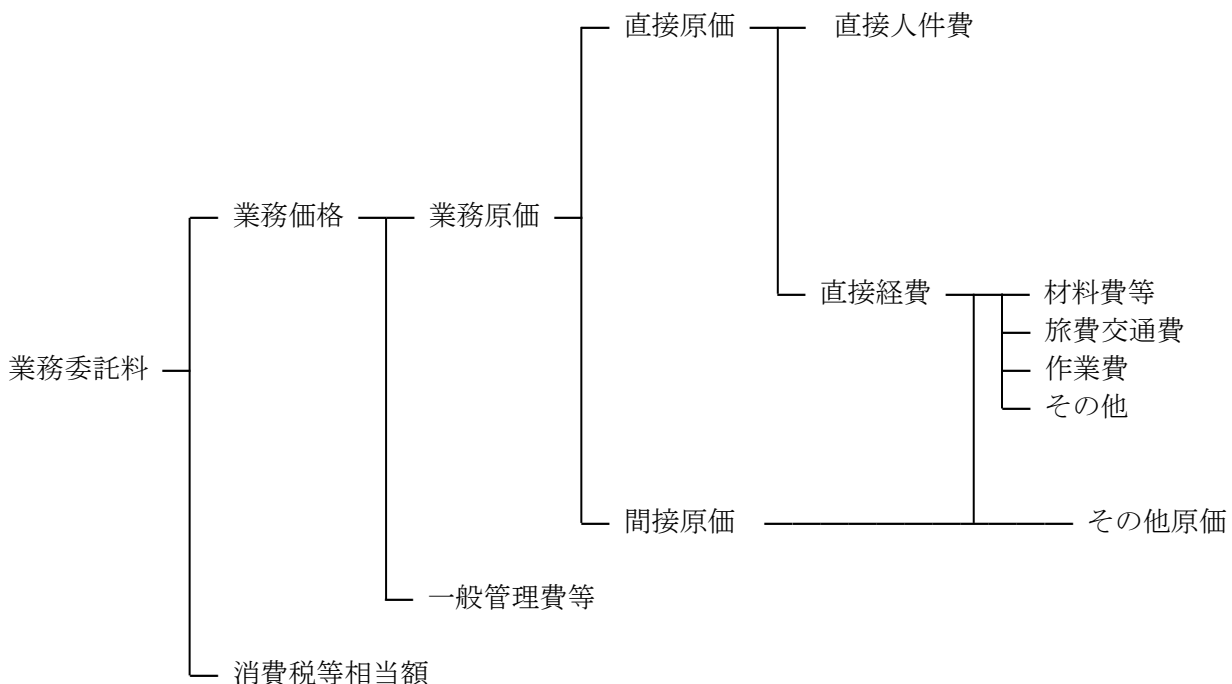 直接原価 直接人件費
業務価格 業務原価
直接経費 材料費等
旅費交通費
業務委託料 作業費
その他
間接原価 その他原価
一般管理費等
消費税等相当額